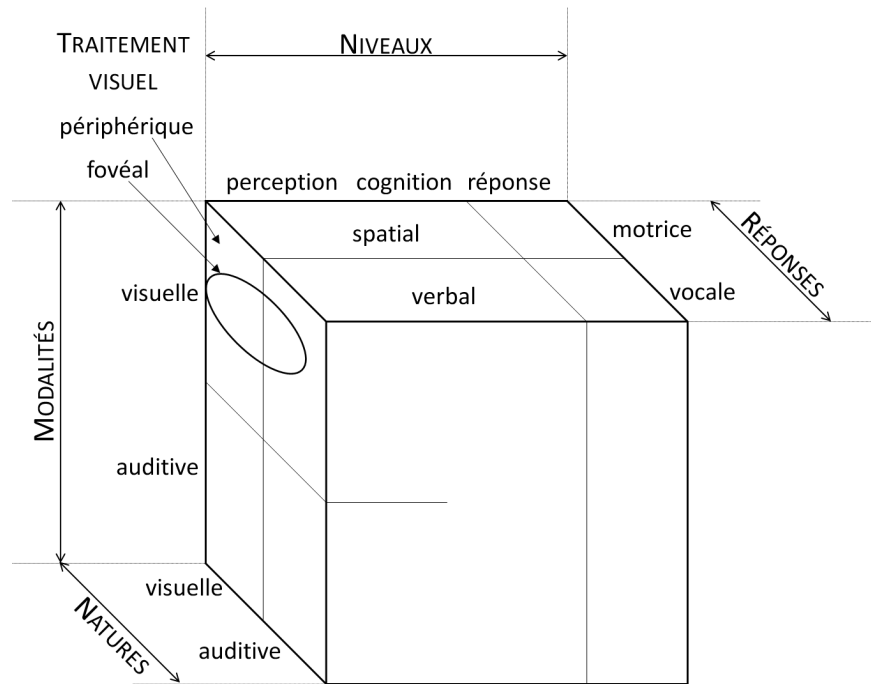 TRAITEMENT
VISUEL
NIVEAUX
périphérique
fovéal
perception cognition réponse
spatial
motrice
RÉPONSES
visuelle
verbal
vocale
MODALITÉS
auditive
visuelle
NATURES
auditive